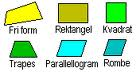 Fri form
Rektangel
Kvadrat
Trapes
Parallellogram
Rombe